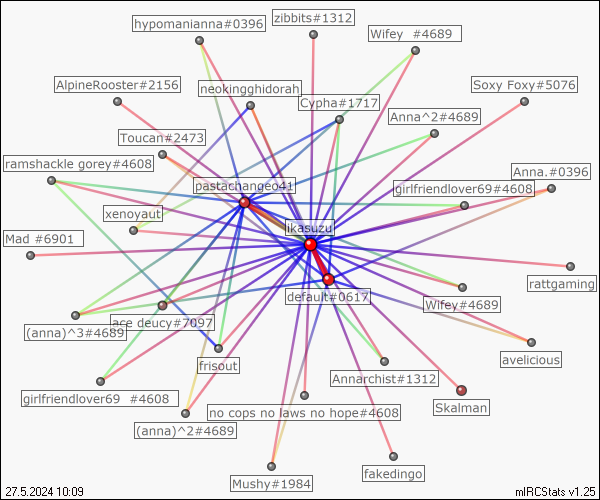 hypomanianna#0396
zibbits#1312
Wifey  #4689
AlpineRooster#2156
neokingghidorah
Soxy Foxy#5076
Cypha#1717
Anna^2#4689
Toucan#2473
ramshackle gorey#4608
Anna.#0396
pastachangeo41
girlfriendlover69#4608
xenoyaut
likasuzu
Mad #6901
rattgaming
default#0617
Wifey#4689
ace deucy#7097
(anna)^3#4689
avelicious
frisout
Annarchist#1312
girlfriendlover69  #4608
no cops no laws no hope#4608
Skalman
(anna)^2#4689
fakedingo
Mushy#1984
27.5.2024 10:09
mIRCStats v1.25